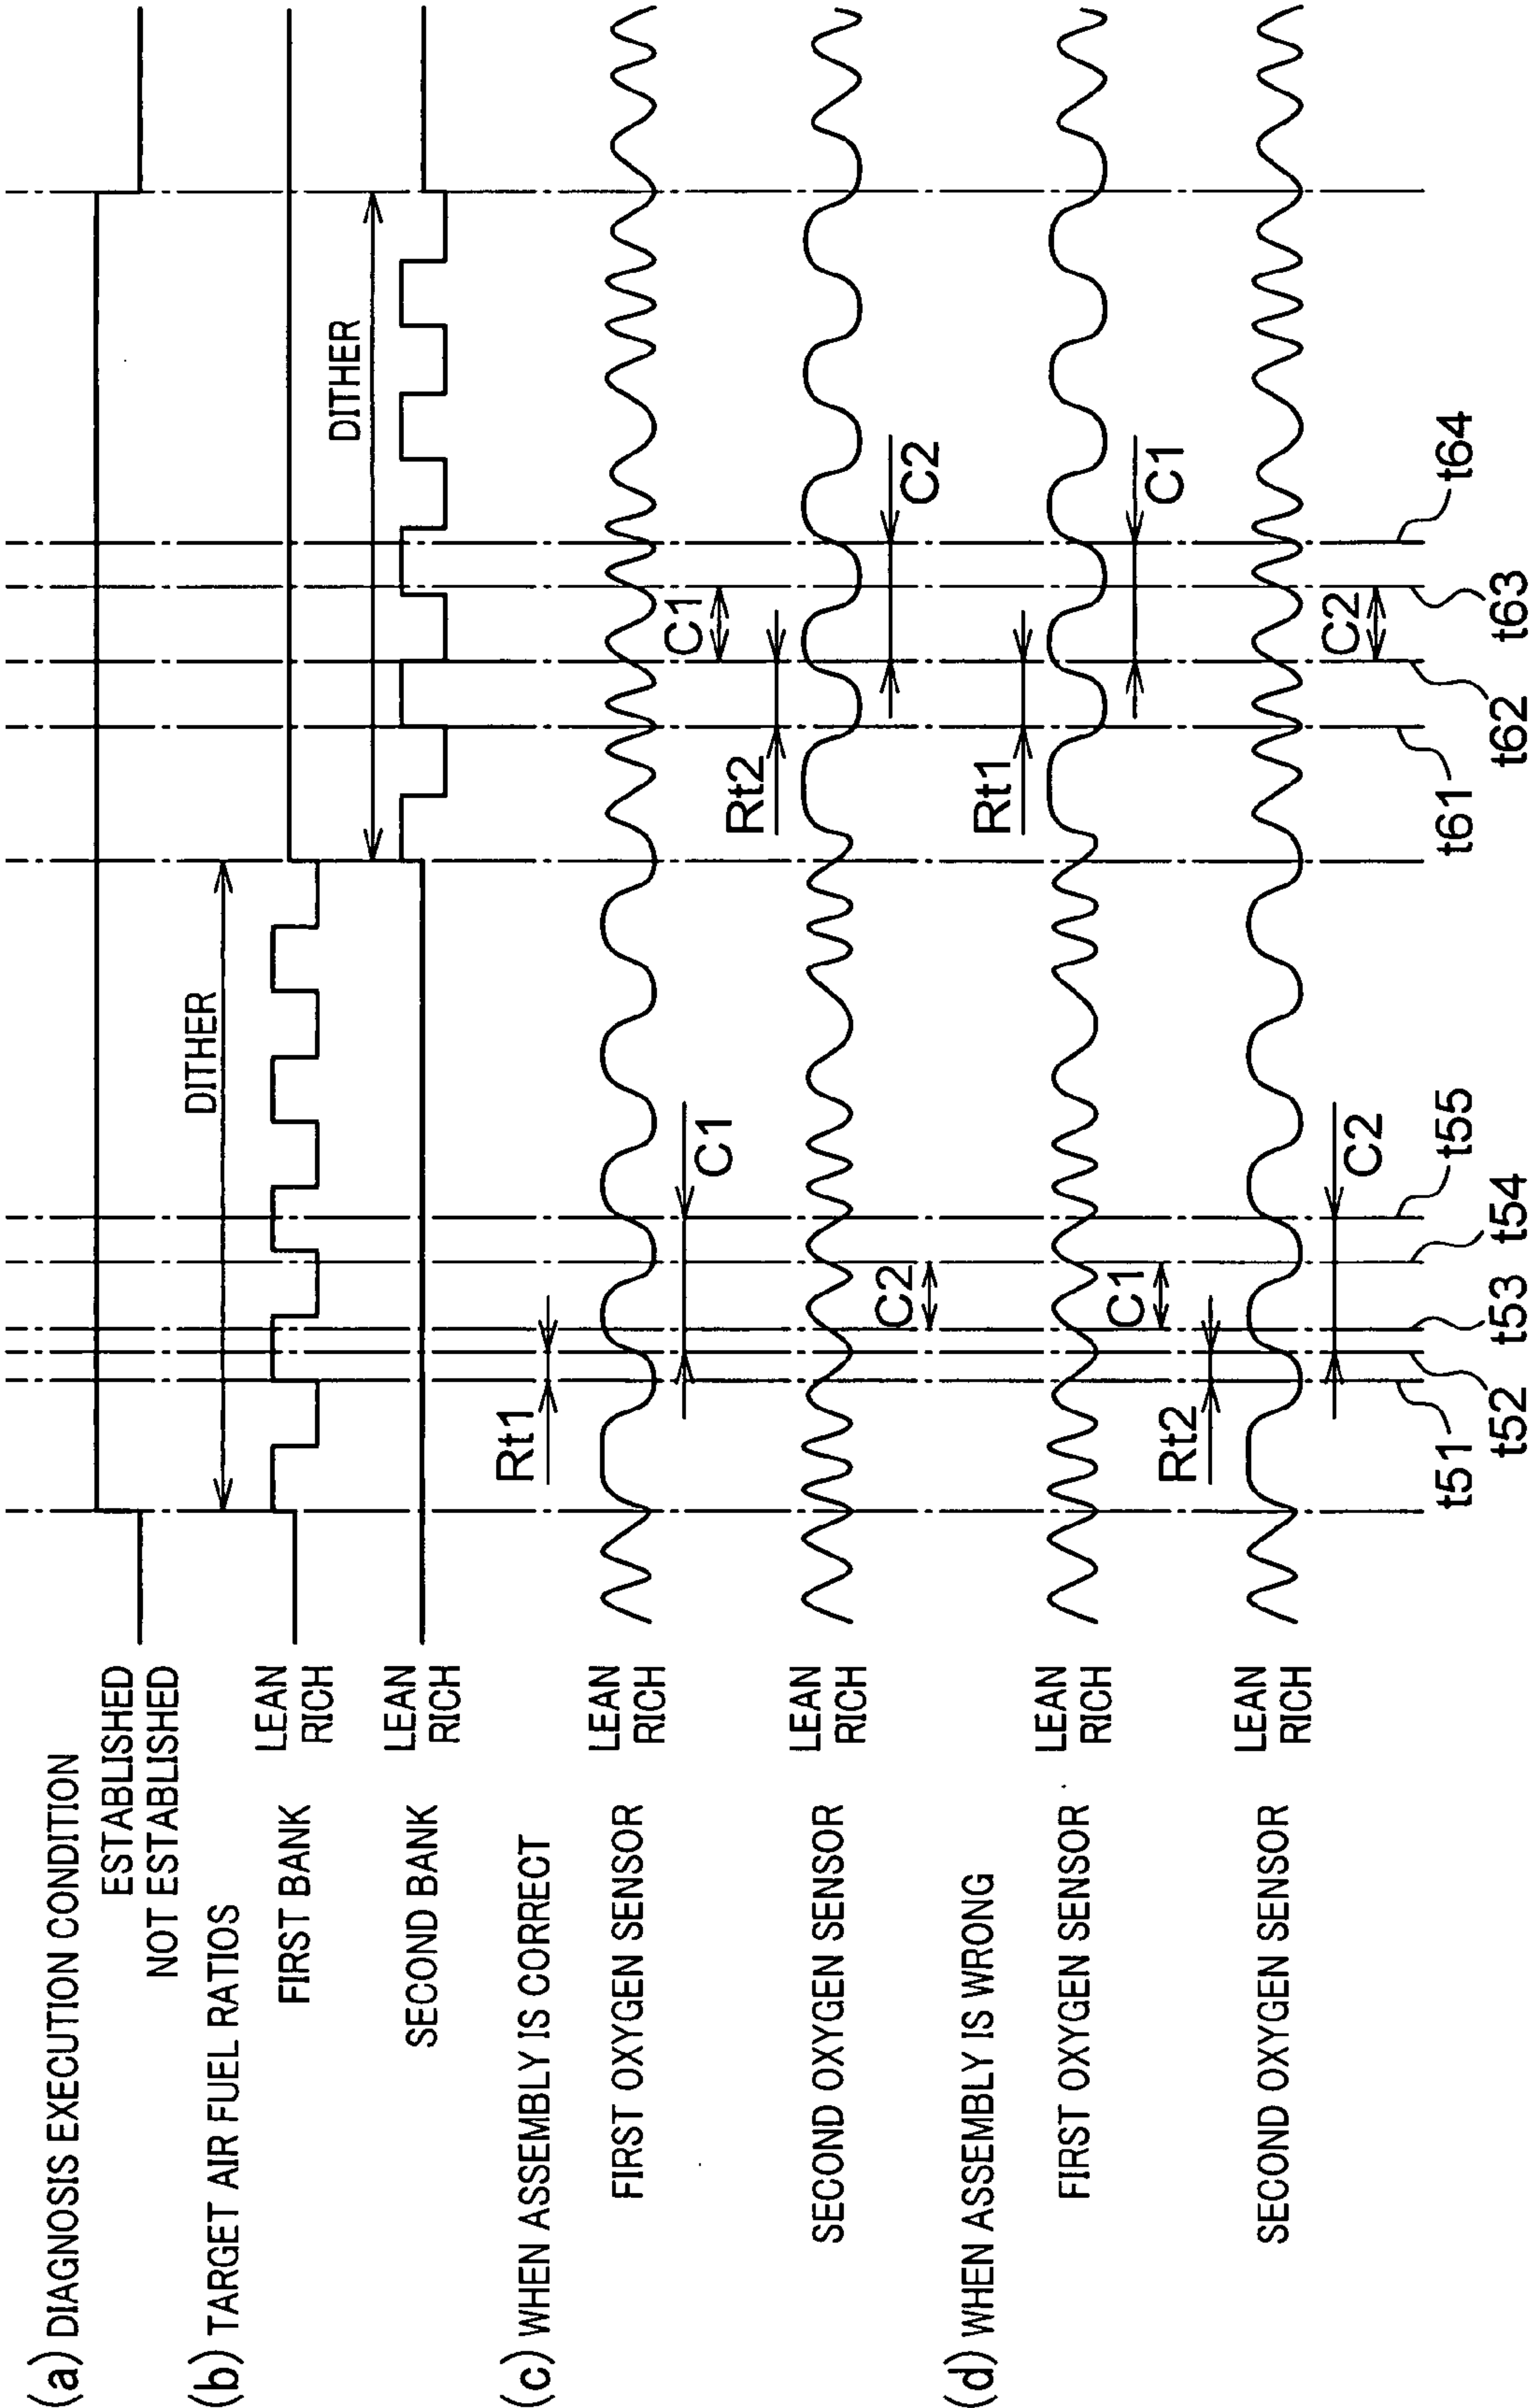 (a) DIAGNOSIS EXECUTION CONDITION
ESTABLISHED
NOT ESTABLISHED
(b) TARGET AIR FUEL RATIOS
DITHER
DITHER
FIRST BANK LEAN
RICH
SECOND BANK LEAN
RICH
(c) WHEN ASSEMBLY IS CORRECT
FIRST OXYGEN SENSOR LEAN
RICH
Rt1
C1
C1
SECOND OXYGEN SENSOR LEAN
RICH
C2
Rt2
C2
(d) WHEN ASSEMBLY IS WRONG
FIRST OXYGEN SENSOR LEAN
RICH
C1
Rt1
C1
SECOND OXYGEN SENSOR LEAN
RICH
Rt2
C2
C2
t51
t52
t53
t54
t55
t61
t62
t63
t64